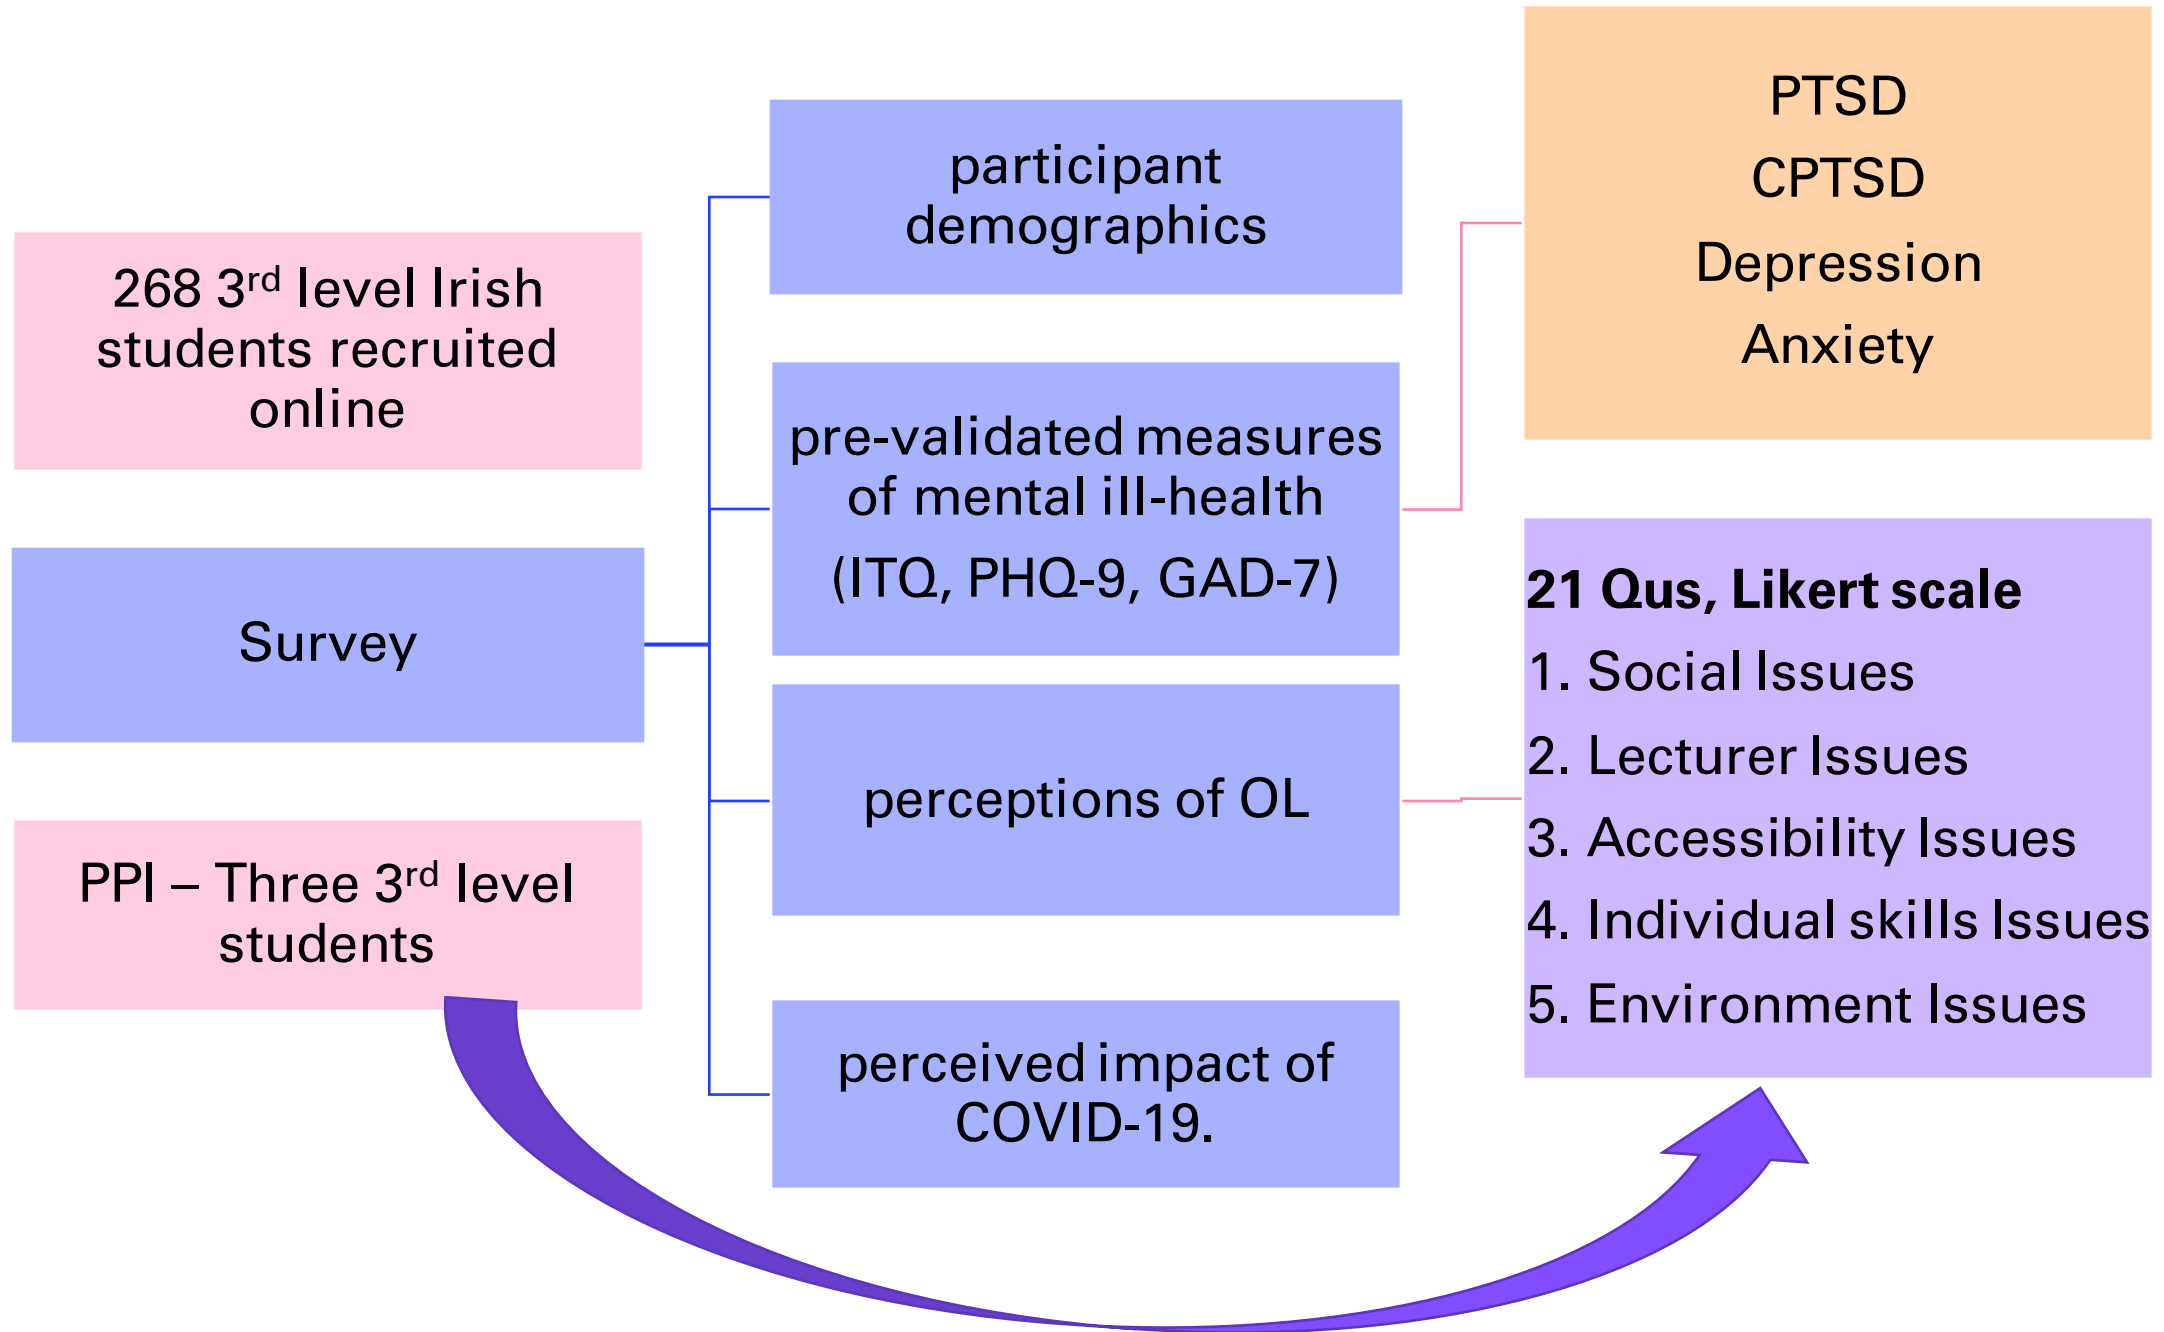 268 3rd level Irish
students recruited
online
Survey
PPI – Three 3rd level
students
participant
demographics
pre-validated measures
of mental ill-health
(ITQ, PHQ-9, GAD-7)
perceptions of OL
perceived impact of
COVID-19.
PTSD
CPTSD
Depression
Anxiety
21 Qus, Likert scale
1. Social Issues
2. Lecturer Issues
3. Accessibility Issues
4. Individual skills Issues
5. Environment Issues